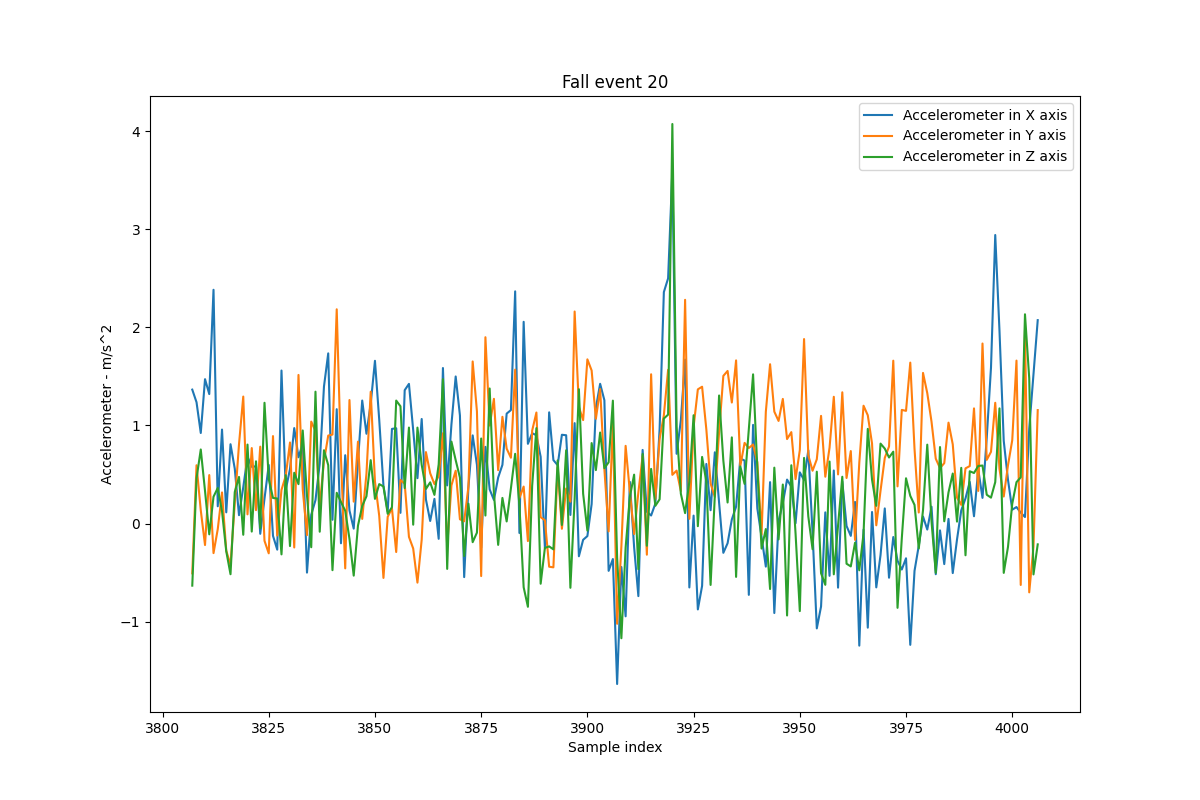 Fall event 20
Accelerometer in X axis
Accelerometer in Y axis
Accelerometer in Z axis
Accelerometer - m/s^2
4
3
2
1
0
−1
3800 3825 3850 3875 3900 3925 3950 3975 4000
Sample index